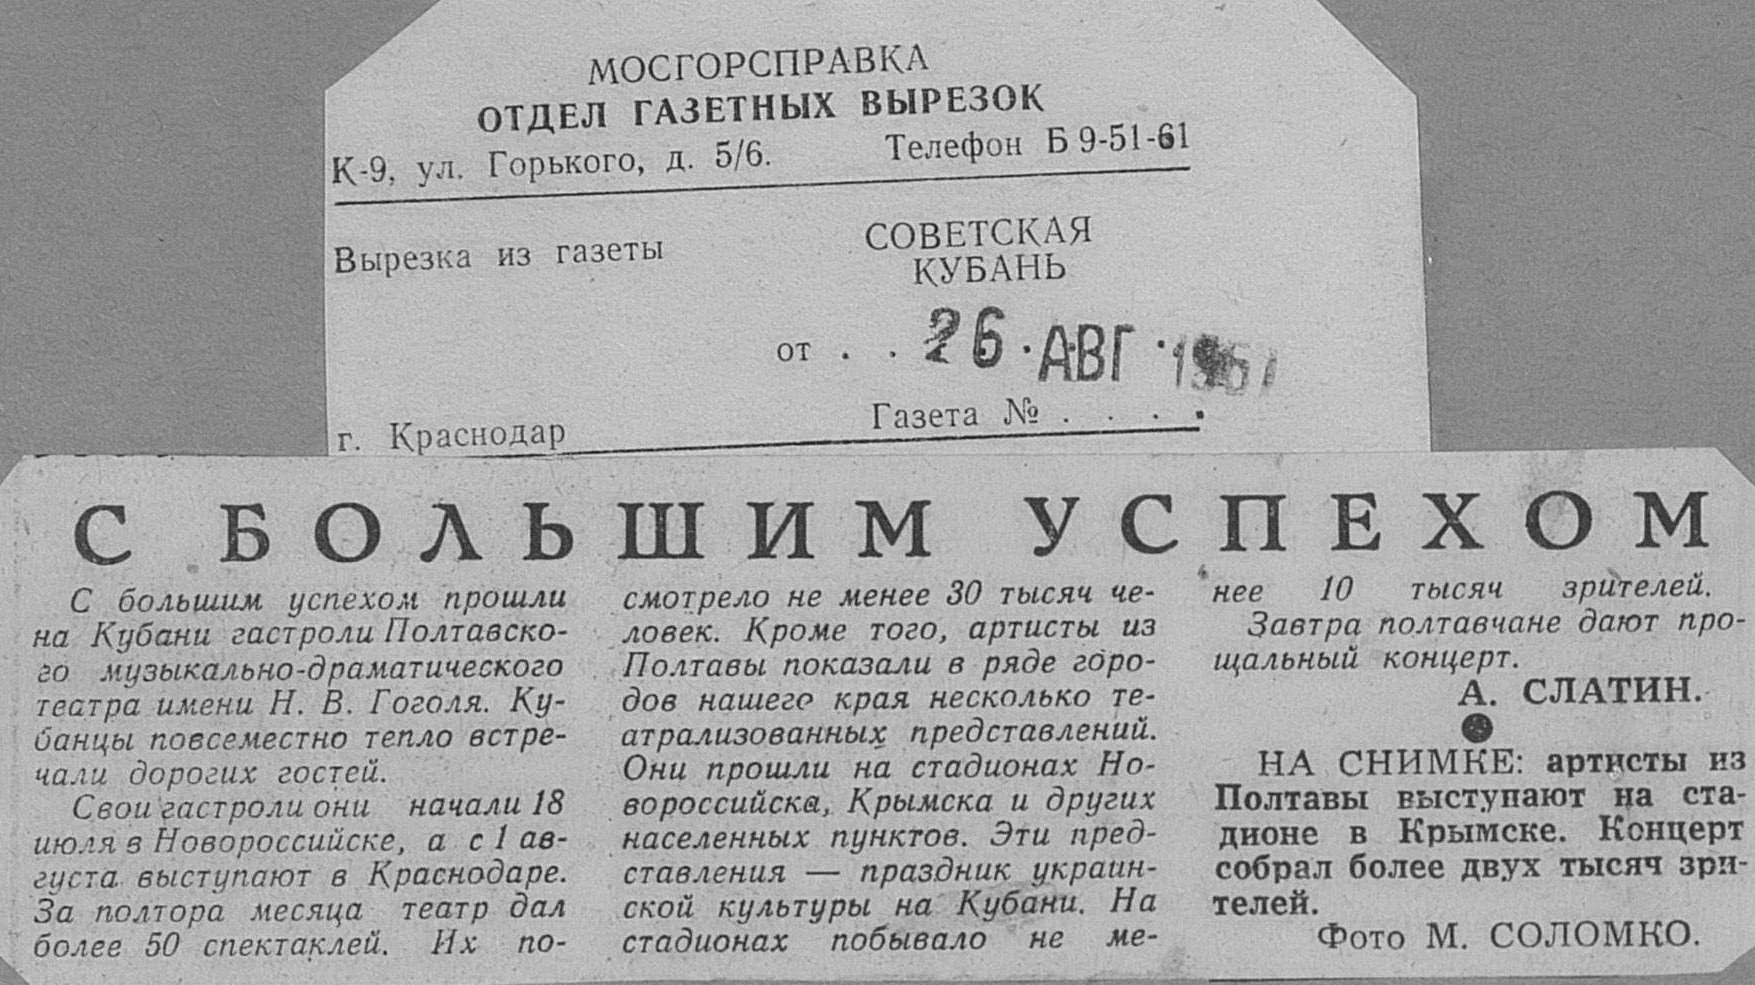 МОСГОРСПРАВКА
ОТДЕЛ ГАЗЕТНЫХ ВЫРЕЗОК
К-9, ул. Горького, д. 5/6. Телефон Б 9-51-61
Вырезка из газеты
СОВЕТСКАЯ
КУБАНЬ
от . . 26 · АВГ ·
г. Краснодар
Газета № . . . .
С БОЛЬШИМ УСПЕХОМ
С большим успехом прошли
на Кубани гастроли Полтавско-
го музыкально-драматического
театра имени Н. В. Гоголя. Ку-
банцы повсеместно тепло встре-
чали дорогих гостей.
Свои гастроли они начали 18
июля в Новороссийске, а с 1 ав-
густа выступают в Краснодаре.
За полтора месяца театр дал
более 50 спектаклей. Их по-
смотрело не менее 30 тысяч че-
ловек. Кроме того, артисты из
Полтавы показали в ряде горо-
дов нашего края несколько те-
атрализованных представлений.
Они прошли на стадионах Но-
вороссийска, Крымска и других
населенных пунктов. Эти пред-
ставления — праздник украин-
ской культуры на Кубани. На
стадионах побывало не ме-
нее 10 тысяч зрителей.
Завтра полтавчане дают про-
щальный концерт.
А. СЛАТИН.
НА СНИМКЕ: артисты из
Полтавы выступают на ста-
дионе в Крымске. Концерт
собрал более двух тысяч зри-
телей.
Фото М. СОЛОМКО.